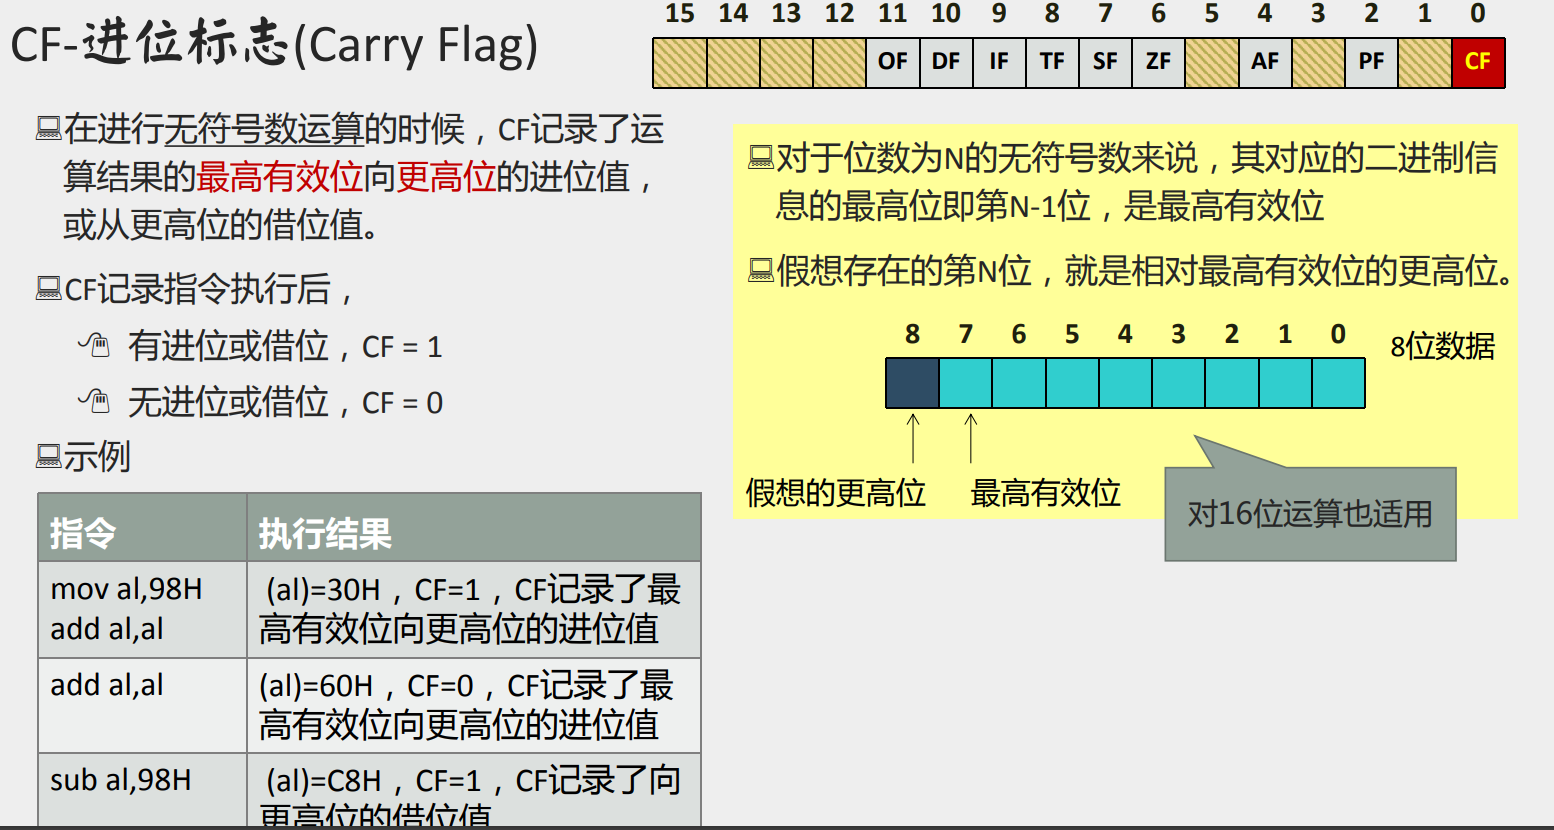 CF-进位标志(Carry Flag)
15 14 13 12 11 10 9 8 7 6 5 4 3 2 1 0
OF DF IF TF SF ZF AF PF CF
在进行无符号数运算的时候，CF记录了运
算结果的最高有效位向更高位的进位值，
或从更高位的借位值。
CF记录指令执行后，
有进位或借位，CF = 1
无进位或借位，CF = 0
示例
指令 执行结果
mov al,98H
add al,al
(al)=30H，CF=1，CF记录了最
高有效位向更高位的进位值
add al,al
(al)=60H，CF=0，CF记录了最
高有效位向更高位的进位值
sub al,98H
(al)=C8H，CF=1，CF记录了向
更高位的借位值
对于位数为N的无符号数来说，其对应的二进制信
息的最高位即第N-1位，是最高有效位
假想存在的第N位，就是相对最高有效位的更高位。
8 7 6 5 4 3 2 1 0
8位数据
假想的更高位 最高有效位
对16位运算也适用